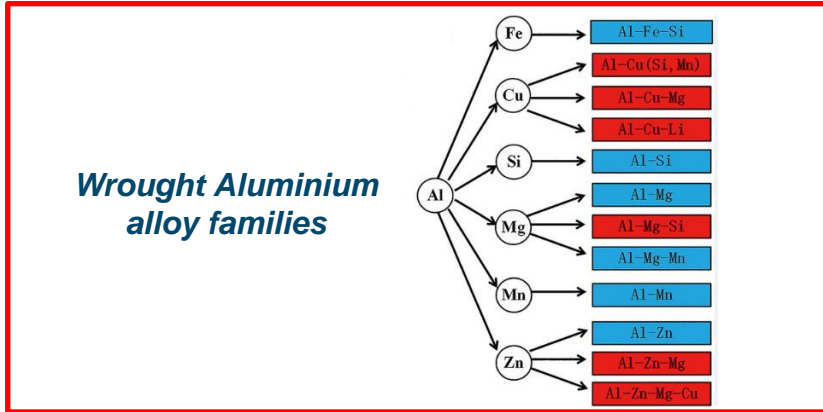 Wrought Aluminium
alloy families
Al
Fe
Cu
Si
Mg
Mn
Zn
Al-Fe-Si
Al-Cu(Si,Mn)
Al-Cu-Mg
Al-Cu-Li
Al-Si
Al-Mg
Al-Mg-Si
Al-Mg-Mn
Al-Mn
Al-Zn
Al-Zn-Mg
Al-Zn-Mg-Cu